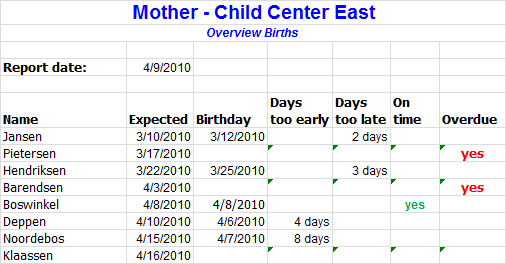 Mother - Child Center East
Overview Births
Report date: 4/9/2010
Days Days On
Name Expected Birthday too early too late time Overdue
Jansen 3/10/2010 3/12/2010 2 days
Pietersen 3/17/2010 yes
Hendriksen 3/22/2010 3/25/2010 3 days
Barendsen 4/3/2010 yes
Boswinkel 4/8/2010 4/8/2010 yes
Deppen 4/10/2010 4/6/2010 4 days
Noordebos 4/15/2010 4/7/2010 8 days
Klaassen 4/16/2010